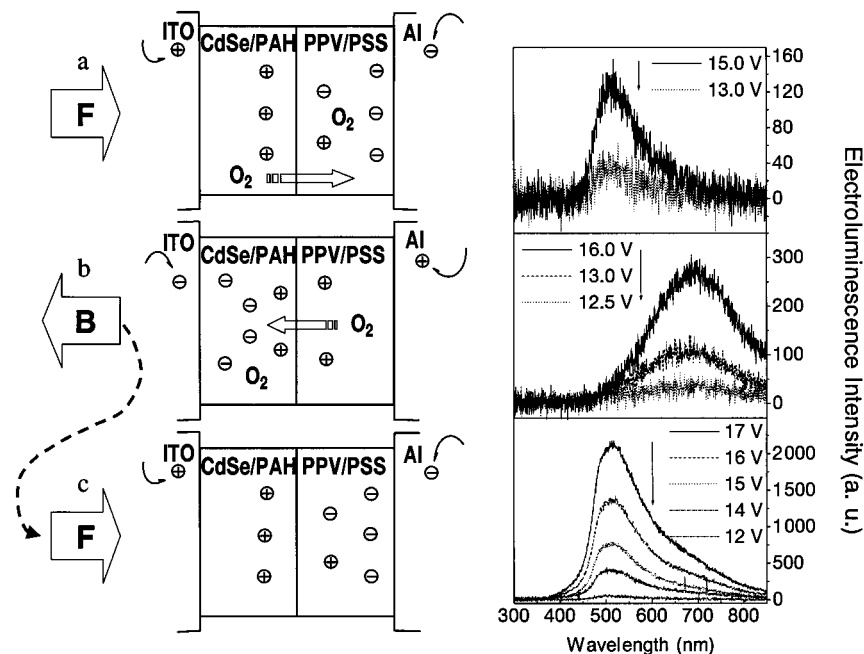 a
F
ITO
CdSe/PAH PPV/PSS
Al
O₂
O₂
b
B
ITO
CdSe/PAH PPV/PSS
Al
O₂
O₂
c
F
ITO
CdSe/PAH PPV/PSS
Al
15.0 V
13.0 V
160
120
80
40
0
16.0 V
13.0 V
12.5 V
300
200
100
0
17 V
16 V
15 V
14 V
12 V
2000
1500
1000
500
0
300 400 500 600 700 800
Wavelength (nm)
Electroluminescence Intensity (a. u.)